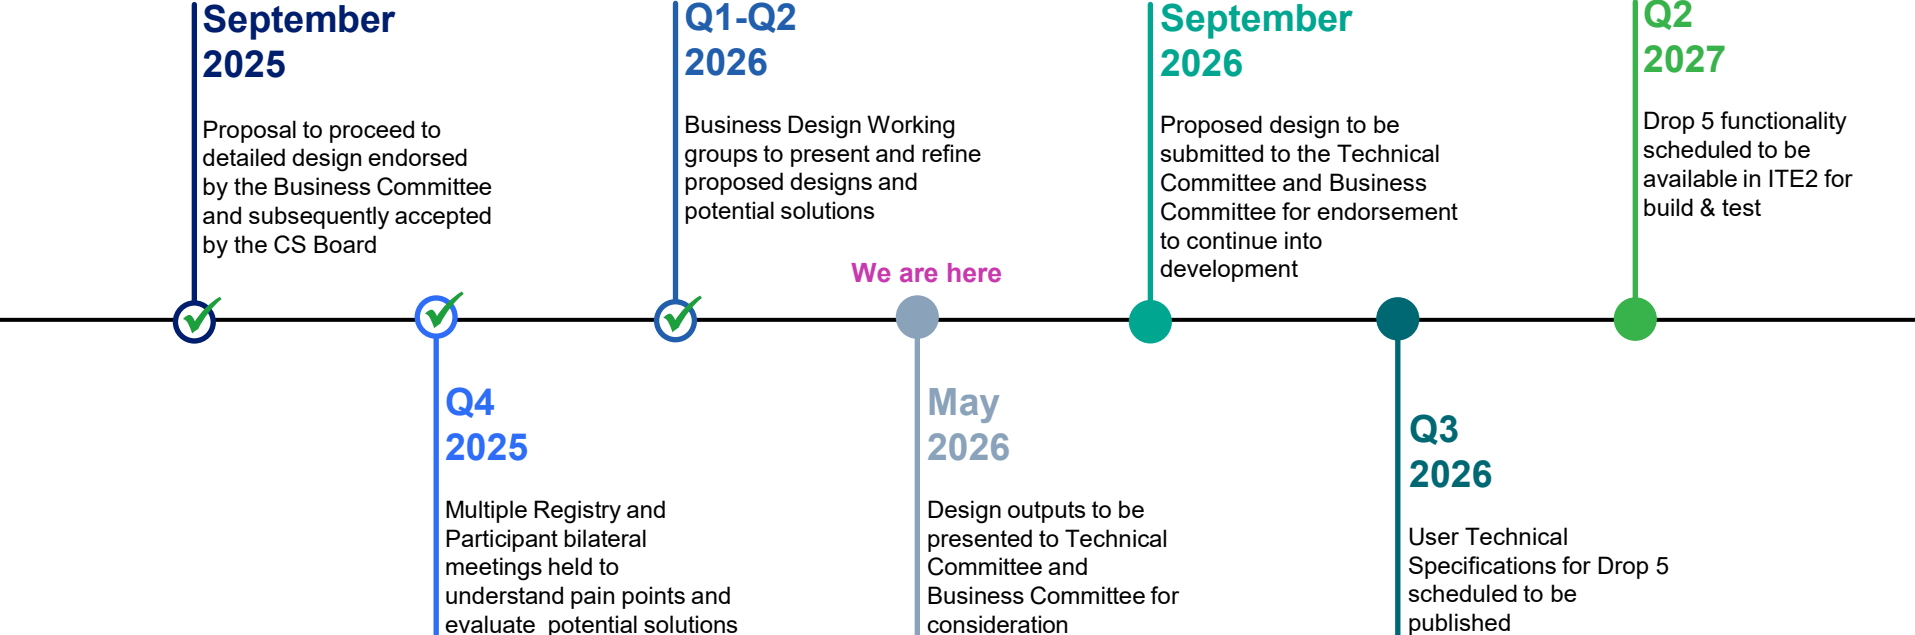 September
2025
Proposal to proceed to
detailed design endorsed
by the Business Committee
and subsequently accepted
by the CS Board
Q4
2025
Multiple Registry and
Participant bilateral
meetings held to
understand pain points and
evaluate  potential solutions
Q1-Q2
2026
Business Design Working
groups to present and refine
proposed designs and
potential solutions
We are here
May
2026
Design outputs to be
presented to Technical
Committee and
Business Committee for
consideration
September
2026
Proposed design to be
submitted to the Technical
Committee and Business
Committee for endorsement
to continue into
development
Q3
2026
User Technical
Specifications for Drop 5
scheduled to be
published
Q2
2027
Drop 5 functionality
scheduled to be
available in ITE2 for
build & test